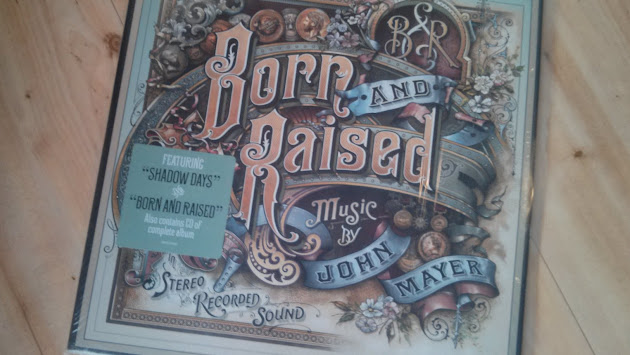 B&R
Born
AND
Raised
FEATURING
"SHADOW DAYS"
"BORN AND RAISED"
Also contains CD of
complete album
Music
BY
JOHN
MAYER
In
STEREO
RECORDED
SOUND